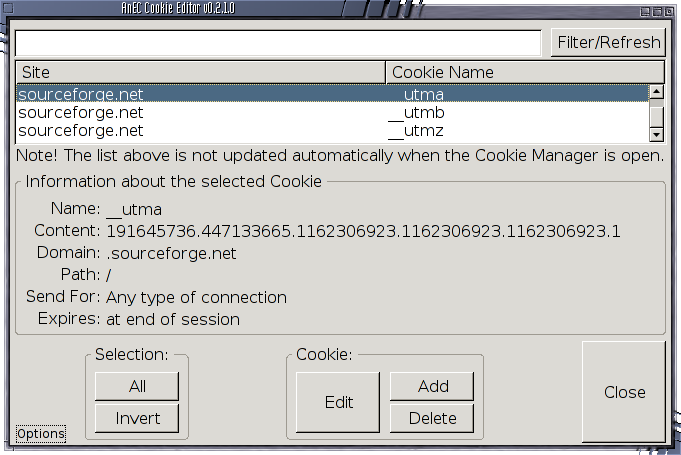 AnEC Cookie Editor v0.2.1.0
Filter/Refresh
Site Cookie Name
sourceforge.net __utma
sourceforge.net __utmb
sourceforge.net __utmz
Note! The list above is not updated automatically when the Cookie Manager is open.
Information about the selected Cookie
Name: __utma
Content: 191645736.447133665.1162306923.1162306923.1162306923.1
Domain: .sourceforge.net
Path: /
Send For: Any type of connection
Expires: at end of session
Selection: Cookie:
All Edit Add Close
Invert Delete
Options